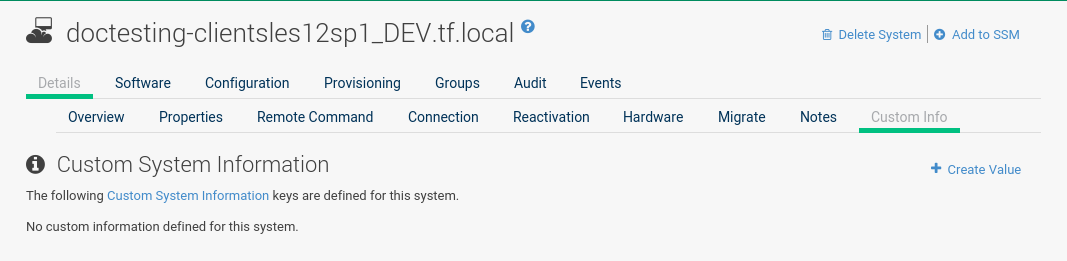 doctesting-clientsles12sp1_DEV.tf.local ?
Delete System | Add to SSM
Details Software Configuration Provisioning Groups Audit Events
Overview Properties Remote Command Connection Reactivation Hardware Migrate Notes Custom Info
Custom System Information
Create Value
The following Custom System Information keys are defined for this system.
No custom information defined for this system.